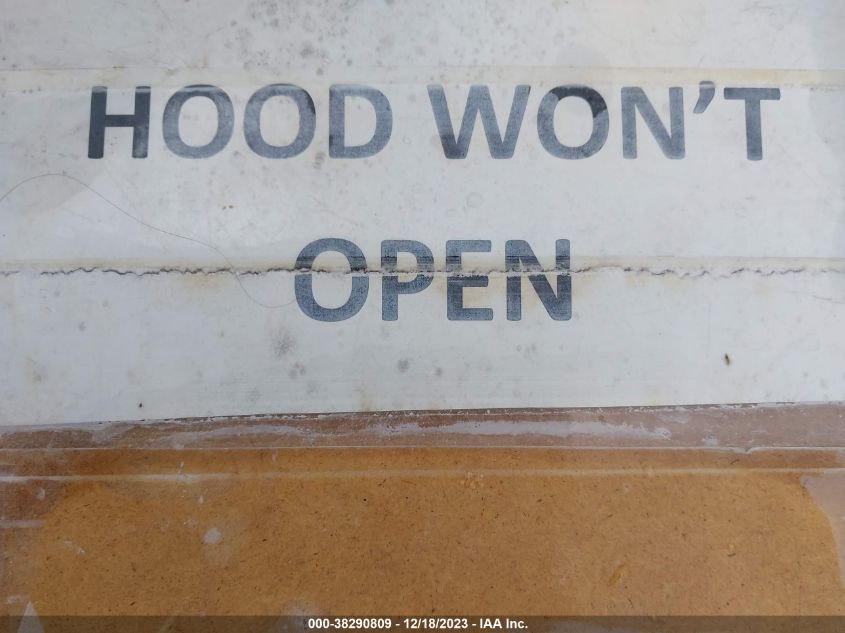 HOOD WON'T
OPEN
000-38290809 - 12/18/2023 - IAA Inc.